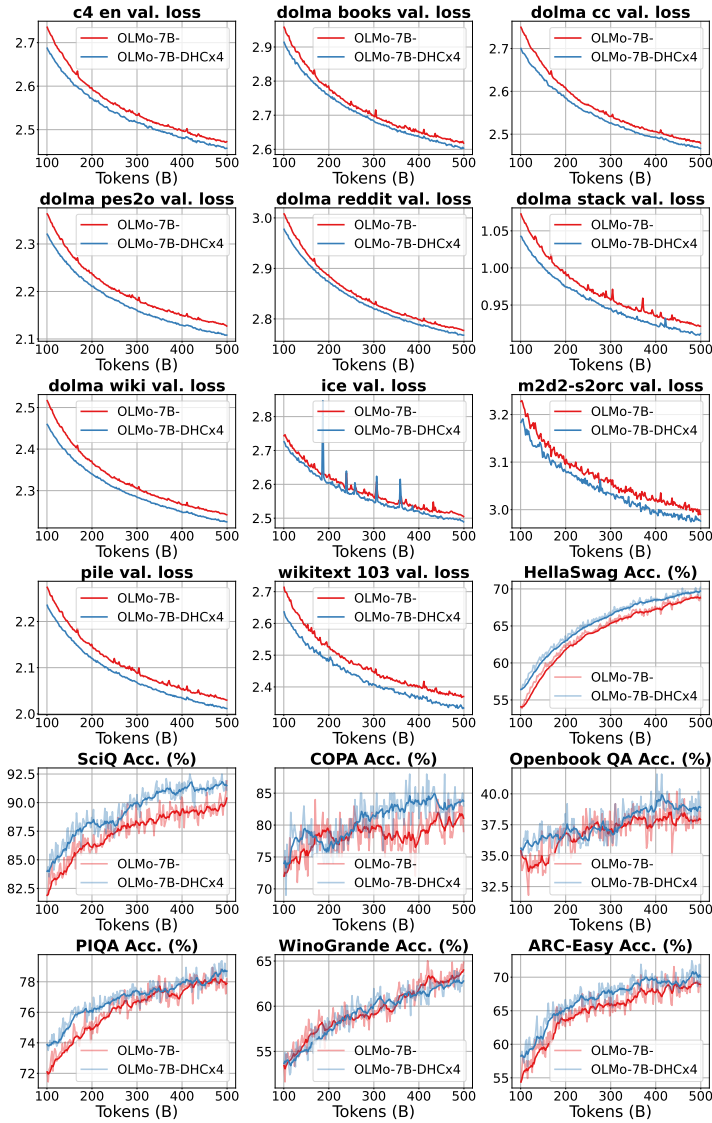 c4 en val. loss
2.7
2.6
2.5
OLMo-7B-
OLMo-7B-DHCx4
100 200 300 400 500
Tokens (B)
dolma books val. loss
2.9
2.8
2.7
2.6
OLMo-7B-
OLMo-7B-DHCx4
100 200 300 400 500
Tokens (B)
dolma cc val. loss
2.7
2.6
2.5
OLMo-7B-
OLMo-7B-DHCx4
100 200 300 400 500
Tokens (B)
dolma pes2o val. loss
2.3
2.2
2.1
OLMo-7B-
OLMo-7B-DHCx4
100 200 300 400 500
Tokens (B)
dolma reddit val. loss
3.0
2.9
2.8
OLMo-7B-
OLMo-7B-DHCx4
100 200 300 400 500
Tokens (B)
dolma stack val. loss
1.05
1.00
0.95
OLMo-7B-
OLMo-7B-DHCx4
100 200 300 400 500
Tokens (B)
dolma wiki val. loss
2.5
2.4
2.3
OLMo-7B-
OLMo-7B-DHCx4
100 200 300 400 500
Tokens (B)
ice val. loss
2.8
2.7
2.6
2.5
OLMo-7B-
OLMo-7B-DHCx4
100 200 300 400 500
Tokens (B)
m2d2-s2orc val. loss
3.2
3.1
3.0
OLMo-7B-
OLMo-7B-DHCx4
100 200 300 400 500
Tokens (B)
pile val. loss
2.2
2.1
2.0
OLMo-7B-
OLMo-7B-DHCx4
100 200 300 400 500
Tokens (B)
wikitext 103 val. loss
2.7
2.6
2.5
2.4
OLMo-7B-
OLMo-7B-DHCx4
100 200 300 400 500
Tokens (B)
HellaSwag Acc. (%)
70
65
60
55
OLMo-7B-
OLMo-7B-DHCx4
100 200 300 400 500
Tokens (B)
SciQ Acc. (%)
92.5
90.0
87.5
85.0
82.5
OLMo-7B-
OLMo-7B-DHCx4
100 200 300 400 500
Tokens (B)
COPA Acc. (%)
85
80
75
70
OLMo-7B-
OLMo-7B-DHCx4
100 200 300 400 500
Tokens (B)
Openbook QA Acc. (%)
40.0
37.5
35.0
32.5
OLMo-7B-
OLMo-7B-DHCx4
100 200 300 400 500
Tokens (B)
PIQA Acc. (%)
78
76
74
72
OLMo-7B-
OLMo-7B-DHCx4
100 200 300 400 500
Tokens (B)
WinoGrande Acc. (%)
65
60
55
OLMo-7B-
OLMo-7B-DHCx4
100 200 300 400 500
Tokens (B)
ARC-Easy Acc. (%)
70
65
60
55
OLMo-7B-
OLMo-7B-DHCx4
100 200 300 400 500
Tokens (B)